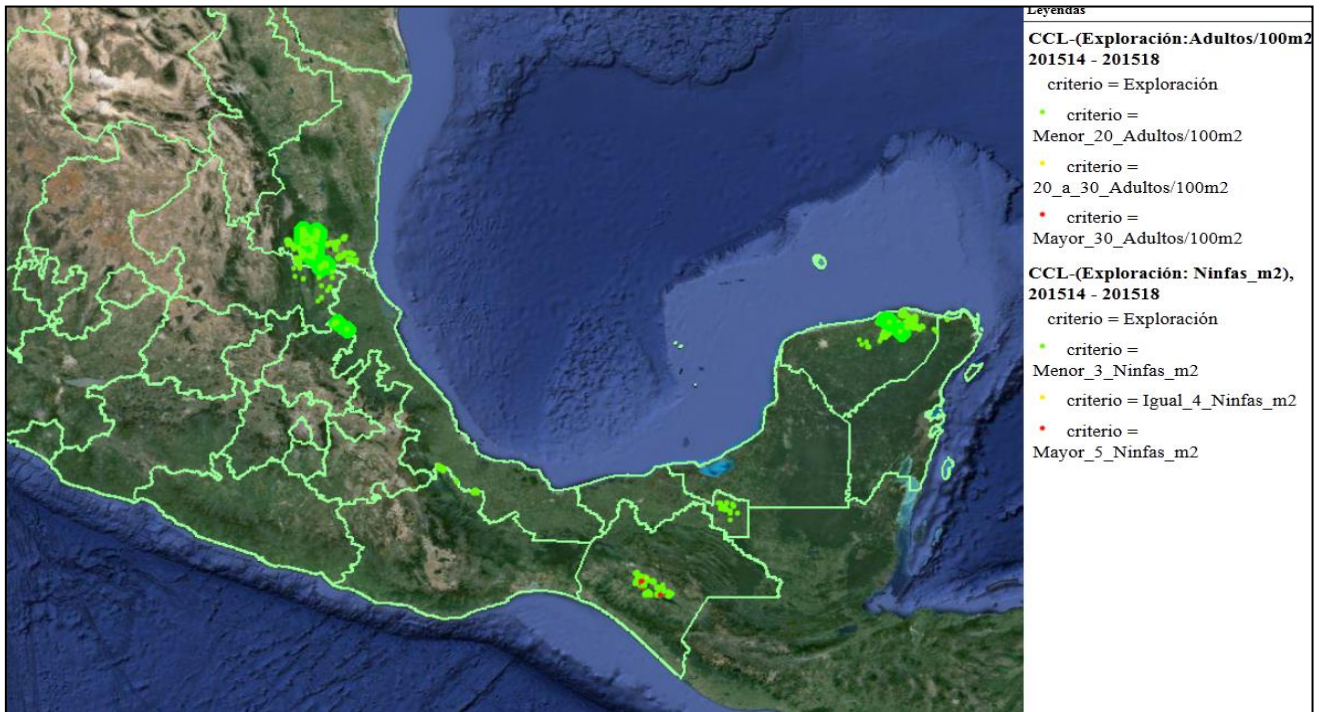 Leyendas
CCL-(Exploración:Adultos/100m2
201514 - 201518
criterio = Exploración
criterio =
Menor_20_Adultos/100m2
criterio =
20_a_30_Adultos/100m2
criterio =
Mayor_30_Adultos/100m2
CCL-(Exploración: Ninfas_m2),
201514 - 201518
criterio = Exploración
criterio =
Menor_3_Ninfas_m2
criterio = Igual_4_Ninfas_m2
criterio =
Mayor_5_Ninfas_m2